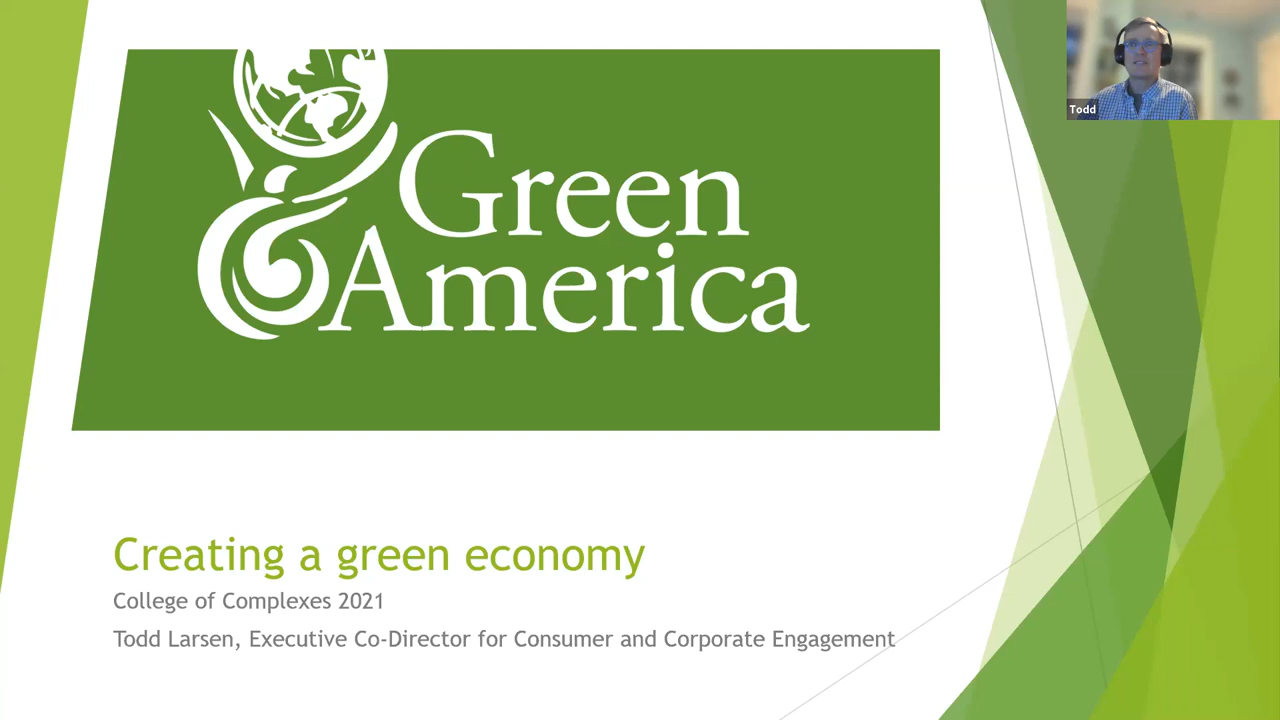 Todd
Green
America
Creating a green economy
College of Complexes 2021
Todd Larsen, Executive Co-Director for Consumer and Corporate Engagement